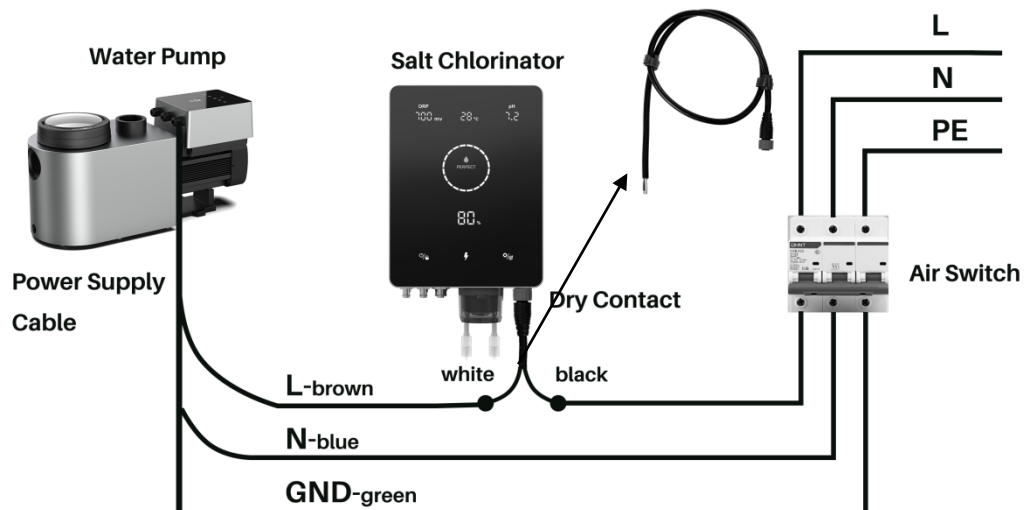 Water Pump
Salt Chlorinator
L
N
PE
ORP
700 mv
28 °C
pH
7.2
PERFECT
80 %
CHNT
Power Supply
Cable
Dry Contact
Air Switch
white
black
L-brown
N-blue
GND-green